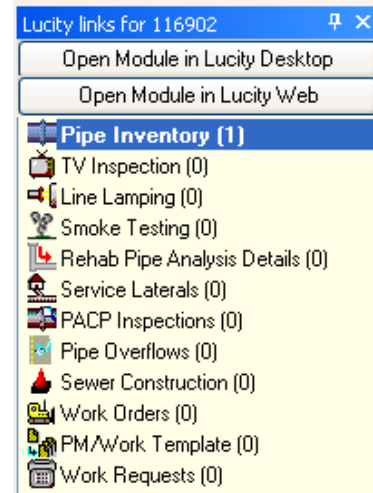 Lucity links for 116902
Open Module in Lucity Desktop
Open Module in Lucity Web
Pipe Inventory (1)
TV Inspection (0)
Line Lamping (0)
Smoke Testing (0)
Rehab Pipe Analysis Details (0)
Service Laterals (0)
PACP Inspections (0)
Pipe Overflows (0)
Sewer Construction (0)
Work Orders (0)
PM/Work Template (0)
Work Requests (0)